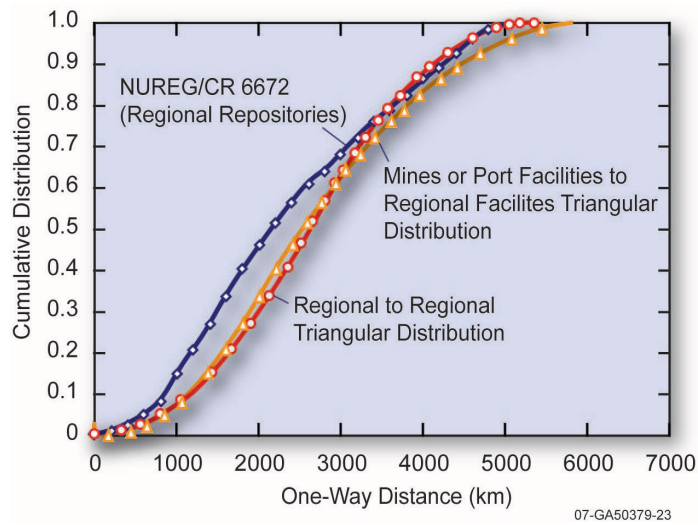 1.0
0.9
0.8
0.7
0.6
0.5
0.4
0.3
0.2
0.1
0
Cumulative Distribution
NUREG/CR 6672
(Regional Repositories)
Mines or Port Facilities to
Regional Facilites Triangular
Distribution
Regional to Regional
Triangular Distribution
0 1000 2000 3000 4000 5000 6000 7000
One-Way Distance (km)
07-GA50379-23